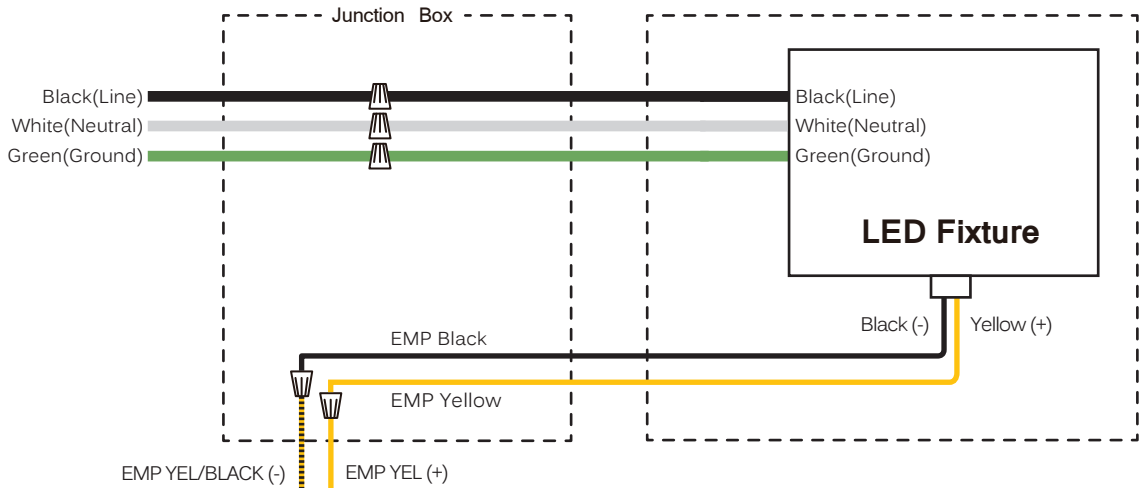 Junction Box
Black(Line)
White(Neutral)
Green(Ground)
Black(Line)
White(Neutral)
Green(Ground)
LED Fixture
Black (-)
Yellow (+)
EMP Black
EMP Yellow
EMP YEL/BLACK (-)
EMP YEL (+)